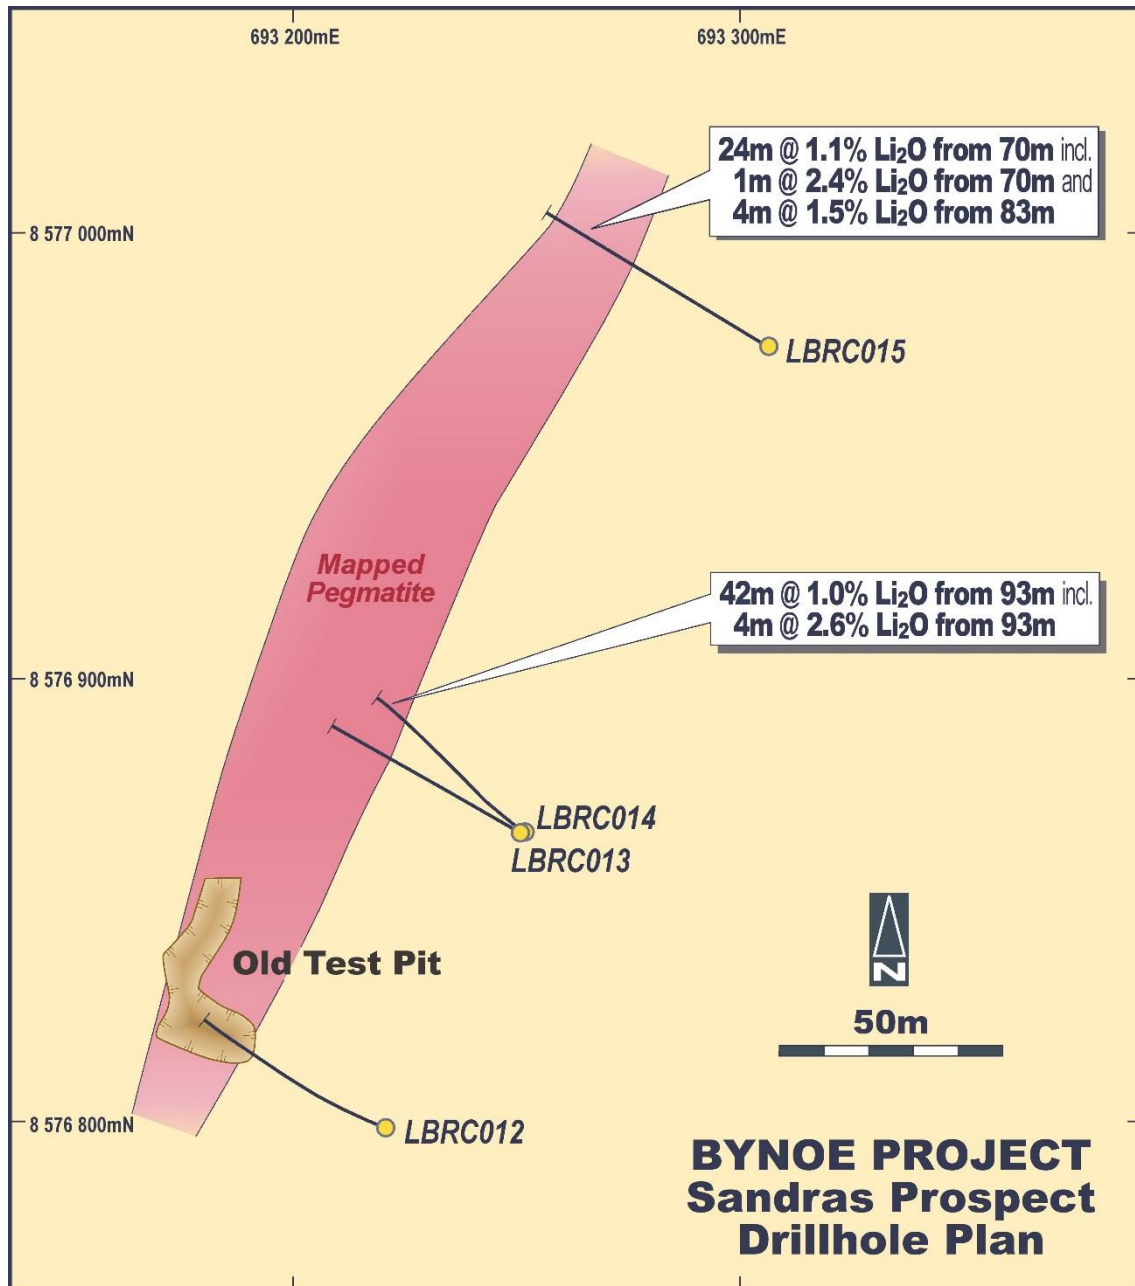 693 200mE
693 300mE
24m @ 1.1% Li₂O from 70m incl.
1m @ 2.4% Li₂O from 70m and
4m @ 1.5% Li₂O from 83m
8 577 000mN
LBRC015
Mapped
Pegmatite
42m @ 1.0% Li₂O from 93m incl.
4m @ 2.6% Li₂O from 93m
8 576 900mN
LBRC014
LBRC013
Old Test Pit
N
50m
8 576 800mN
LBRC012
BYNOE PROJECT
Sandras Prospect
Drillhole Plan